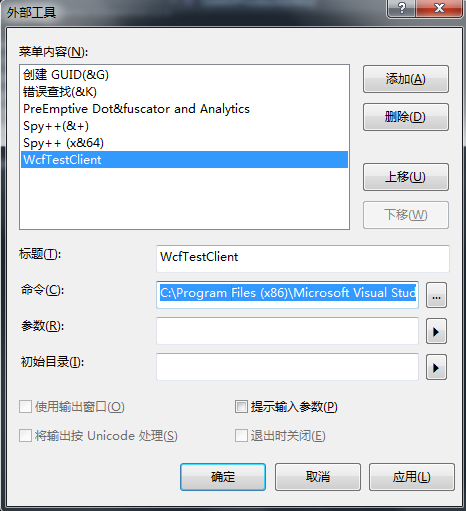 外部工具
菜单内容(N):
创建 GUID(&G)
错误查找(&K)
PreEmptive Dot&fuscator and Analytics
Spy++(&+)
Spy++ (x&64)
WcfTestClient
添加(A)
删除(D)
上移(U)
下移(W)
标题(T):
WcfTestClient
命令(C):
C:\Program Files (x86)\Microsoft Visual Stud
...
参数(R):
初始目录(I):
使用输出窗口(O)
提示输入参数(P)
将输出按 Unicode 处理(S)
退出时关闭(E)
确定
取消
应用(L)